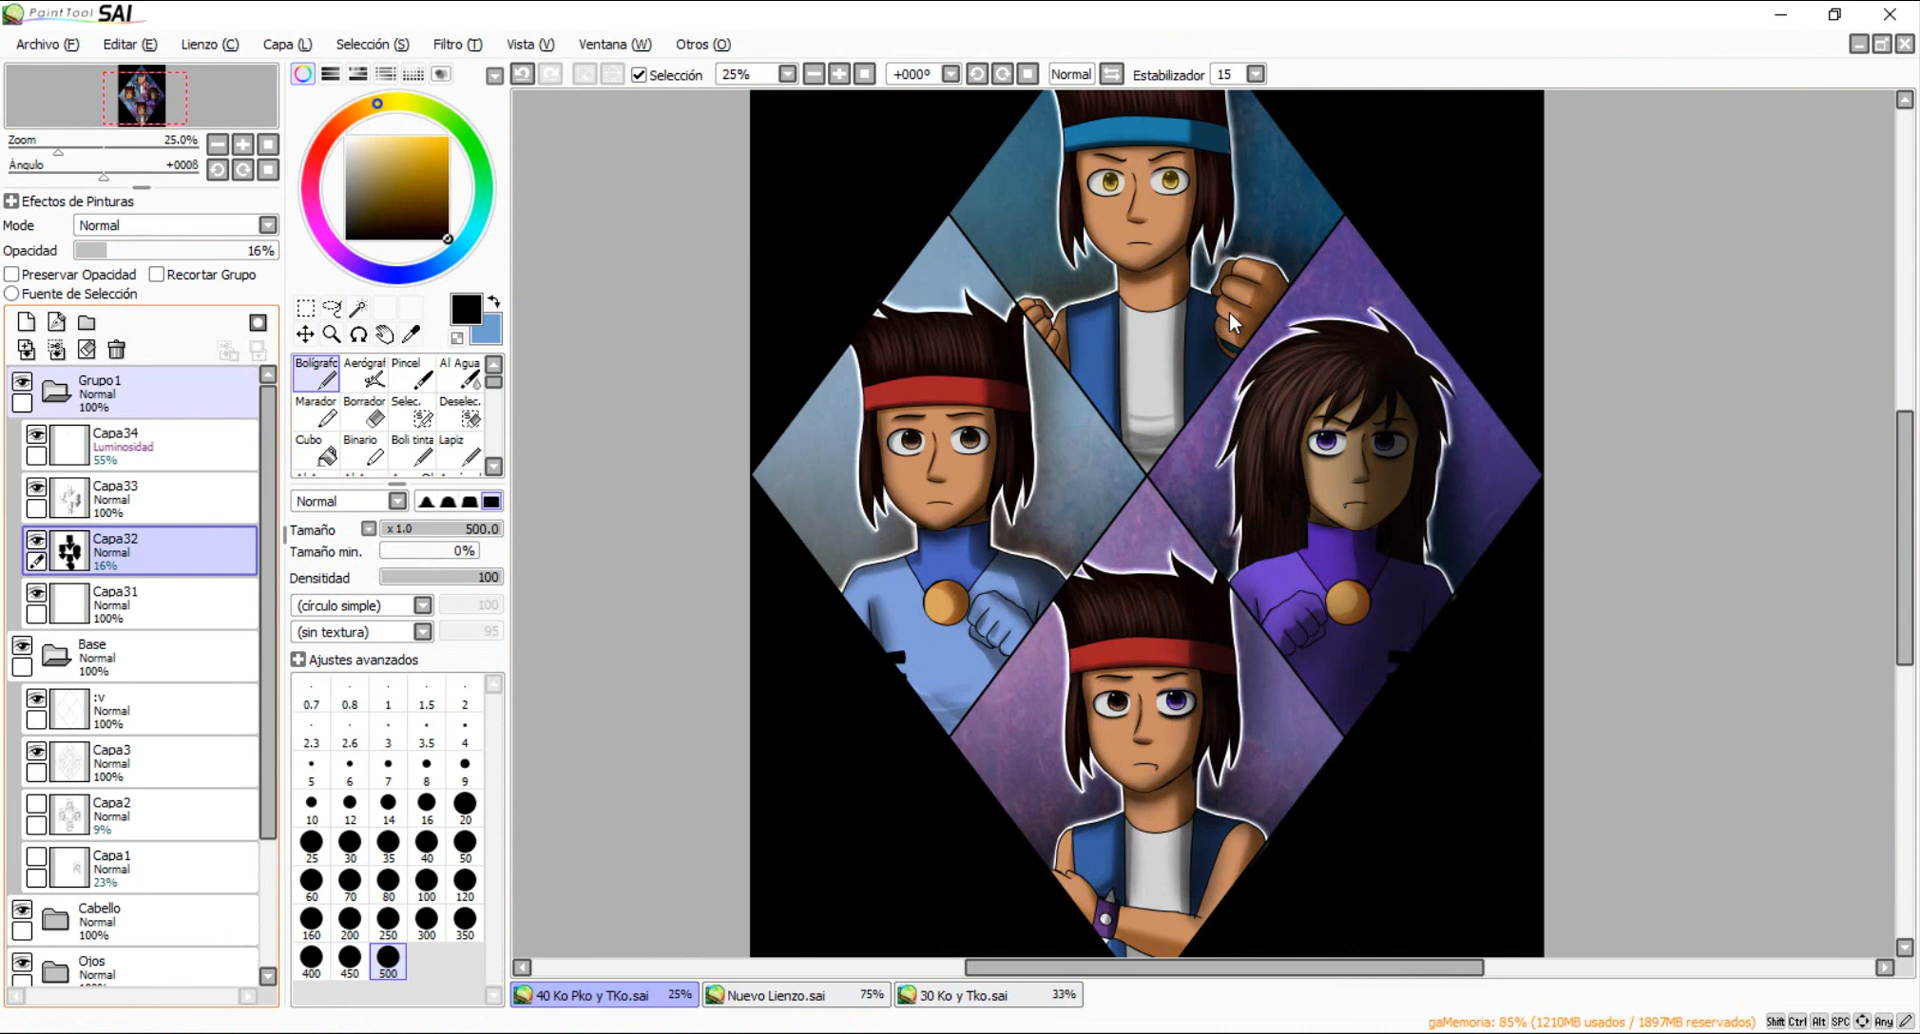 PaintTool SAI
Archivo (F) Editar (E) Lienzo (C) Capa (L) Selección (S) Filtro (T) Vista (V) Ventana (W) Otros (O)
Selección 25% +000º Normal Estabilizador 15
Zoom 25.0%
Ángulo +000ß
Efectos de Pinturas
Mode Normal
Opacidad 16%
Preservar Opacidad Recortar Grupo
Fuente de Selección
Grupo1
Normal
100%
Capa34
Luminosidad
55%
Capa33
Normal
100%
Capa32
Normal
16%
Capa31
Normal
100%
Base
Normal
100%
:v
Normal
100%
Capa3
Normal
100%
Capa2
Normal
9%
Capa1
Normal
23%
Cabello
Normal
100%
Ojos
Normal
Bolígrafo Aerógraf Pincel Al Agua
Marador Borrador Selec. Deselec.
Cubo Binario Boli tinta Lapiz
Normal
Tamaño x 1.0 500.0
Tamaño min. 0%
Densitidad 100
(círculo simple) 100
(sin textura) 95
Ajustes avanzados
0.7 0.8 1 1.5 2
2.3 2.6 3 3.5 4
5 6 7 8 9
10 12 14 16 20
25 30 35 40 50
60 70 80 100 120
160 200 250 300 350
400 450 500
40 Ko Pko y TKo.sai 25% Nuevo Lienzo.sai 75% 30 Ko y Tko.sai 33%
gaMemoria: 85% (1210MB usados / 1897MB reservados) Shift Ctrl Alt SPC Any